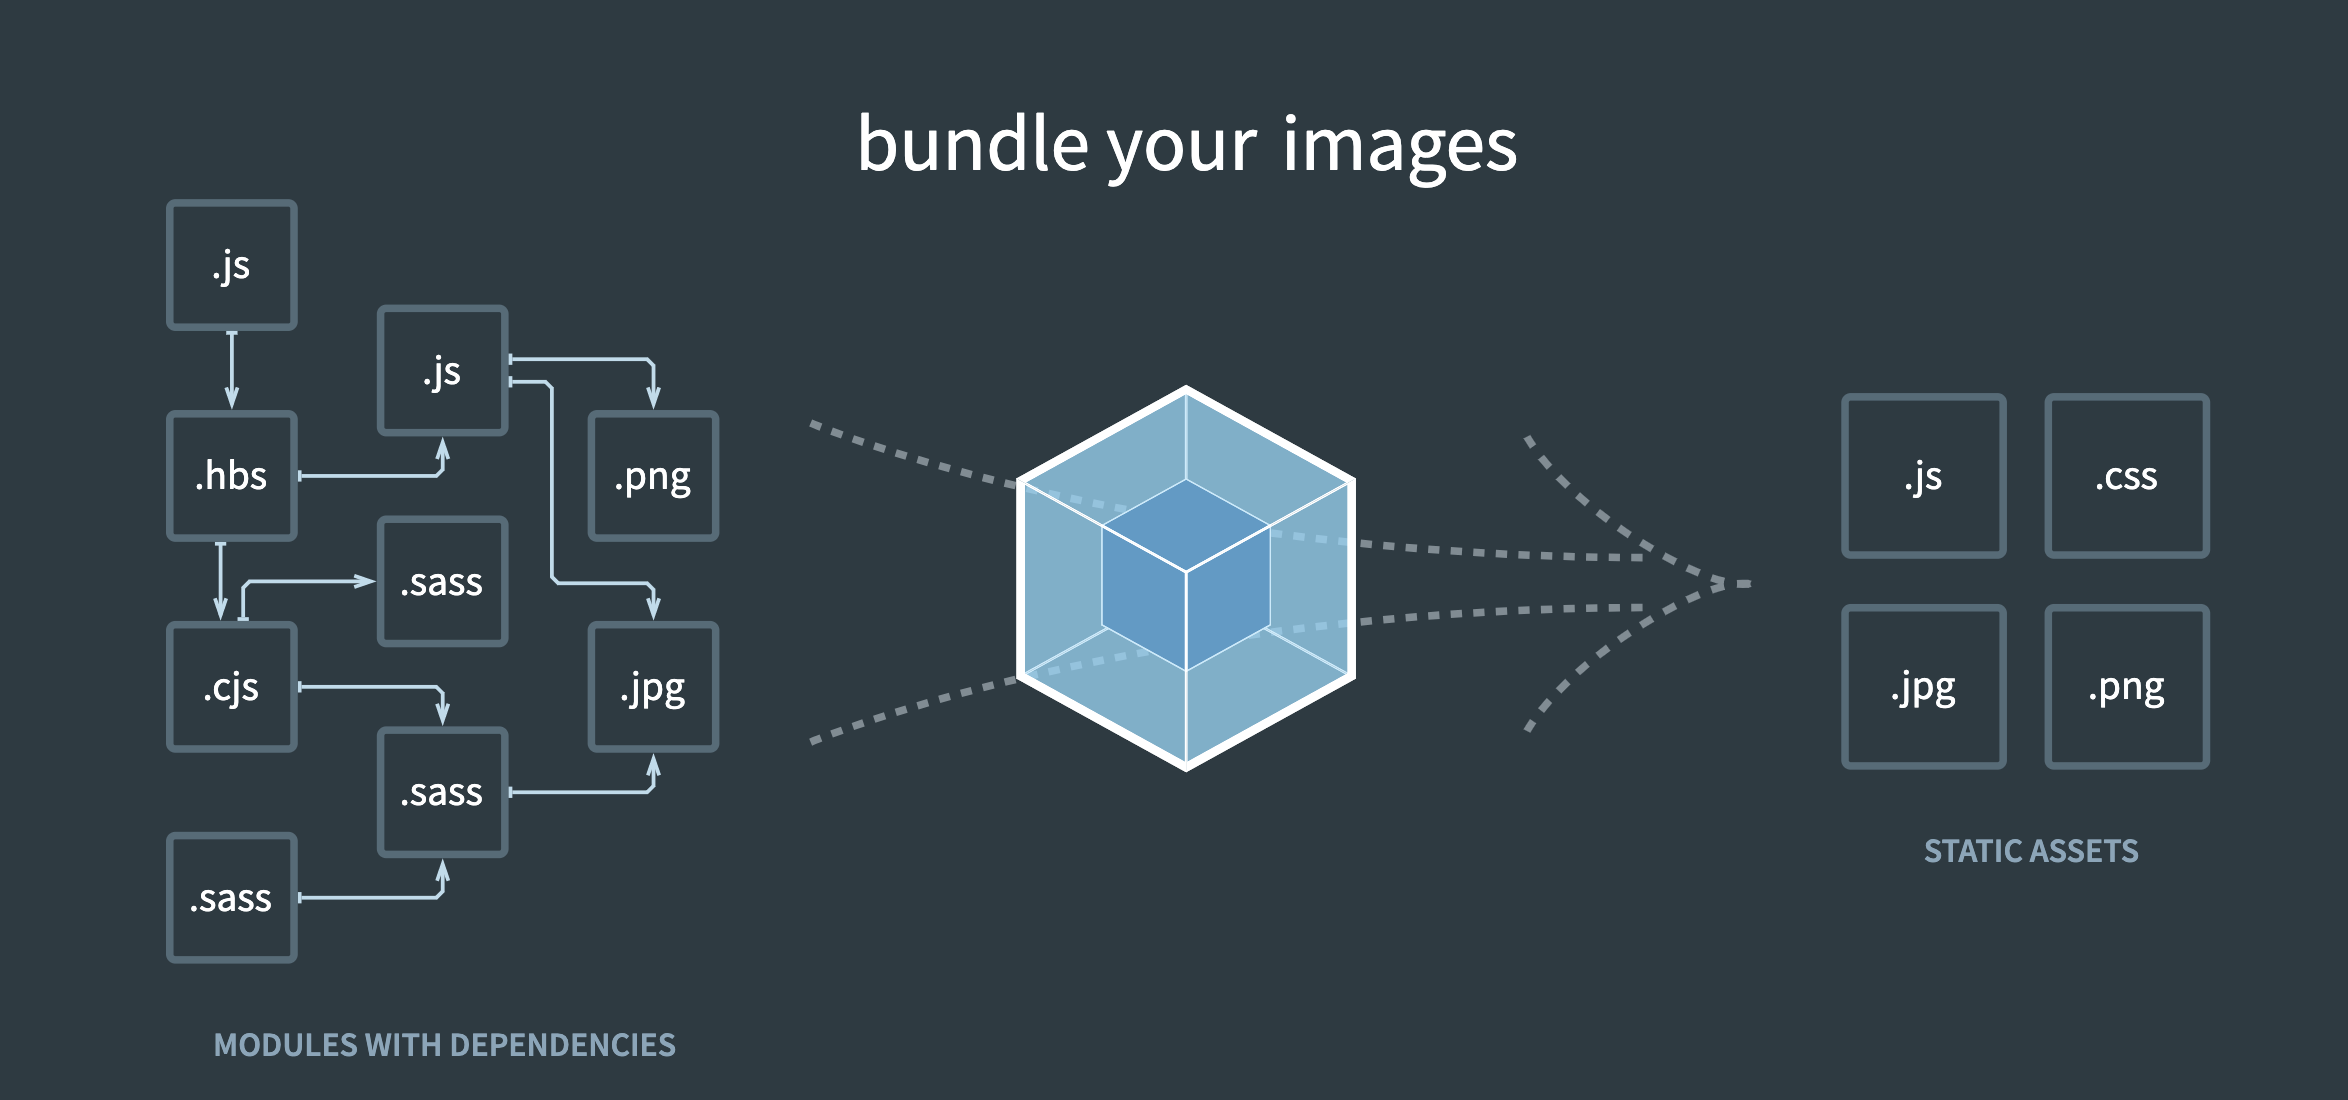 bundle your images
.js
.js
.hbs
.png
.sass
.cjs
.jpg
.sass
.sass
MODULES WITH DEPENDENCIES
.js
.css
.jpg
.png
STATIC ASSETS